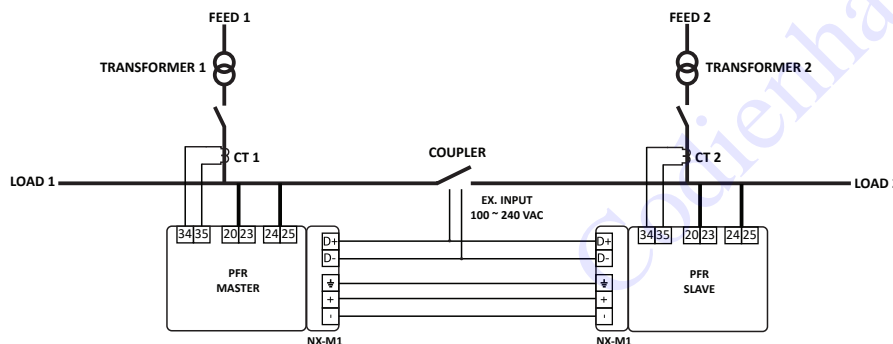 FEED 1
FEED 2
TRANSFORMER 1
TRANSFORMER 2
CT 1
COUPLER
CT 2
LOAD 1
LOAD
EX. INPUT
100 ~ 240 VAC
34 35 20 23 24 25
34 35 20 23 24 25
D+
D+
D-
D-
PFR
MASTER
PFR
SLAVE
+
+
-
-
NX-M1
NX-M1
Codienha